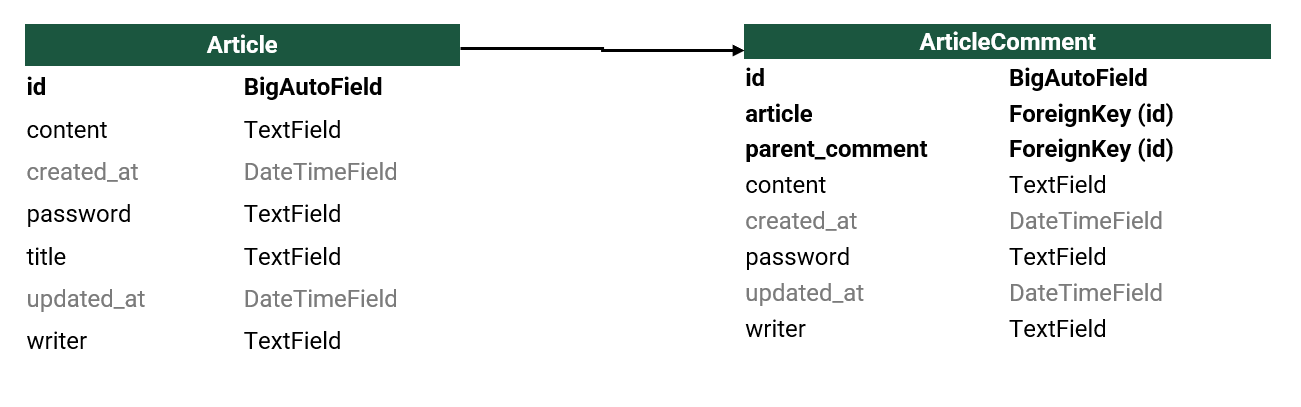 Article
id BigAutoField
content TextField
created_at DateTimeField
password TextField
title TextField
updated_at DateTimeField
writer TextField
ArticleComment
id BigAutoField
article ForeignKey (id)
parent_comment ForeignKey (id)
content TextField
created_at DateTimeField
password TextField
updated_at DateTimeField
writer TextField